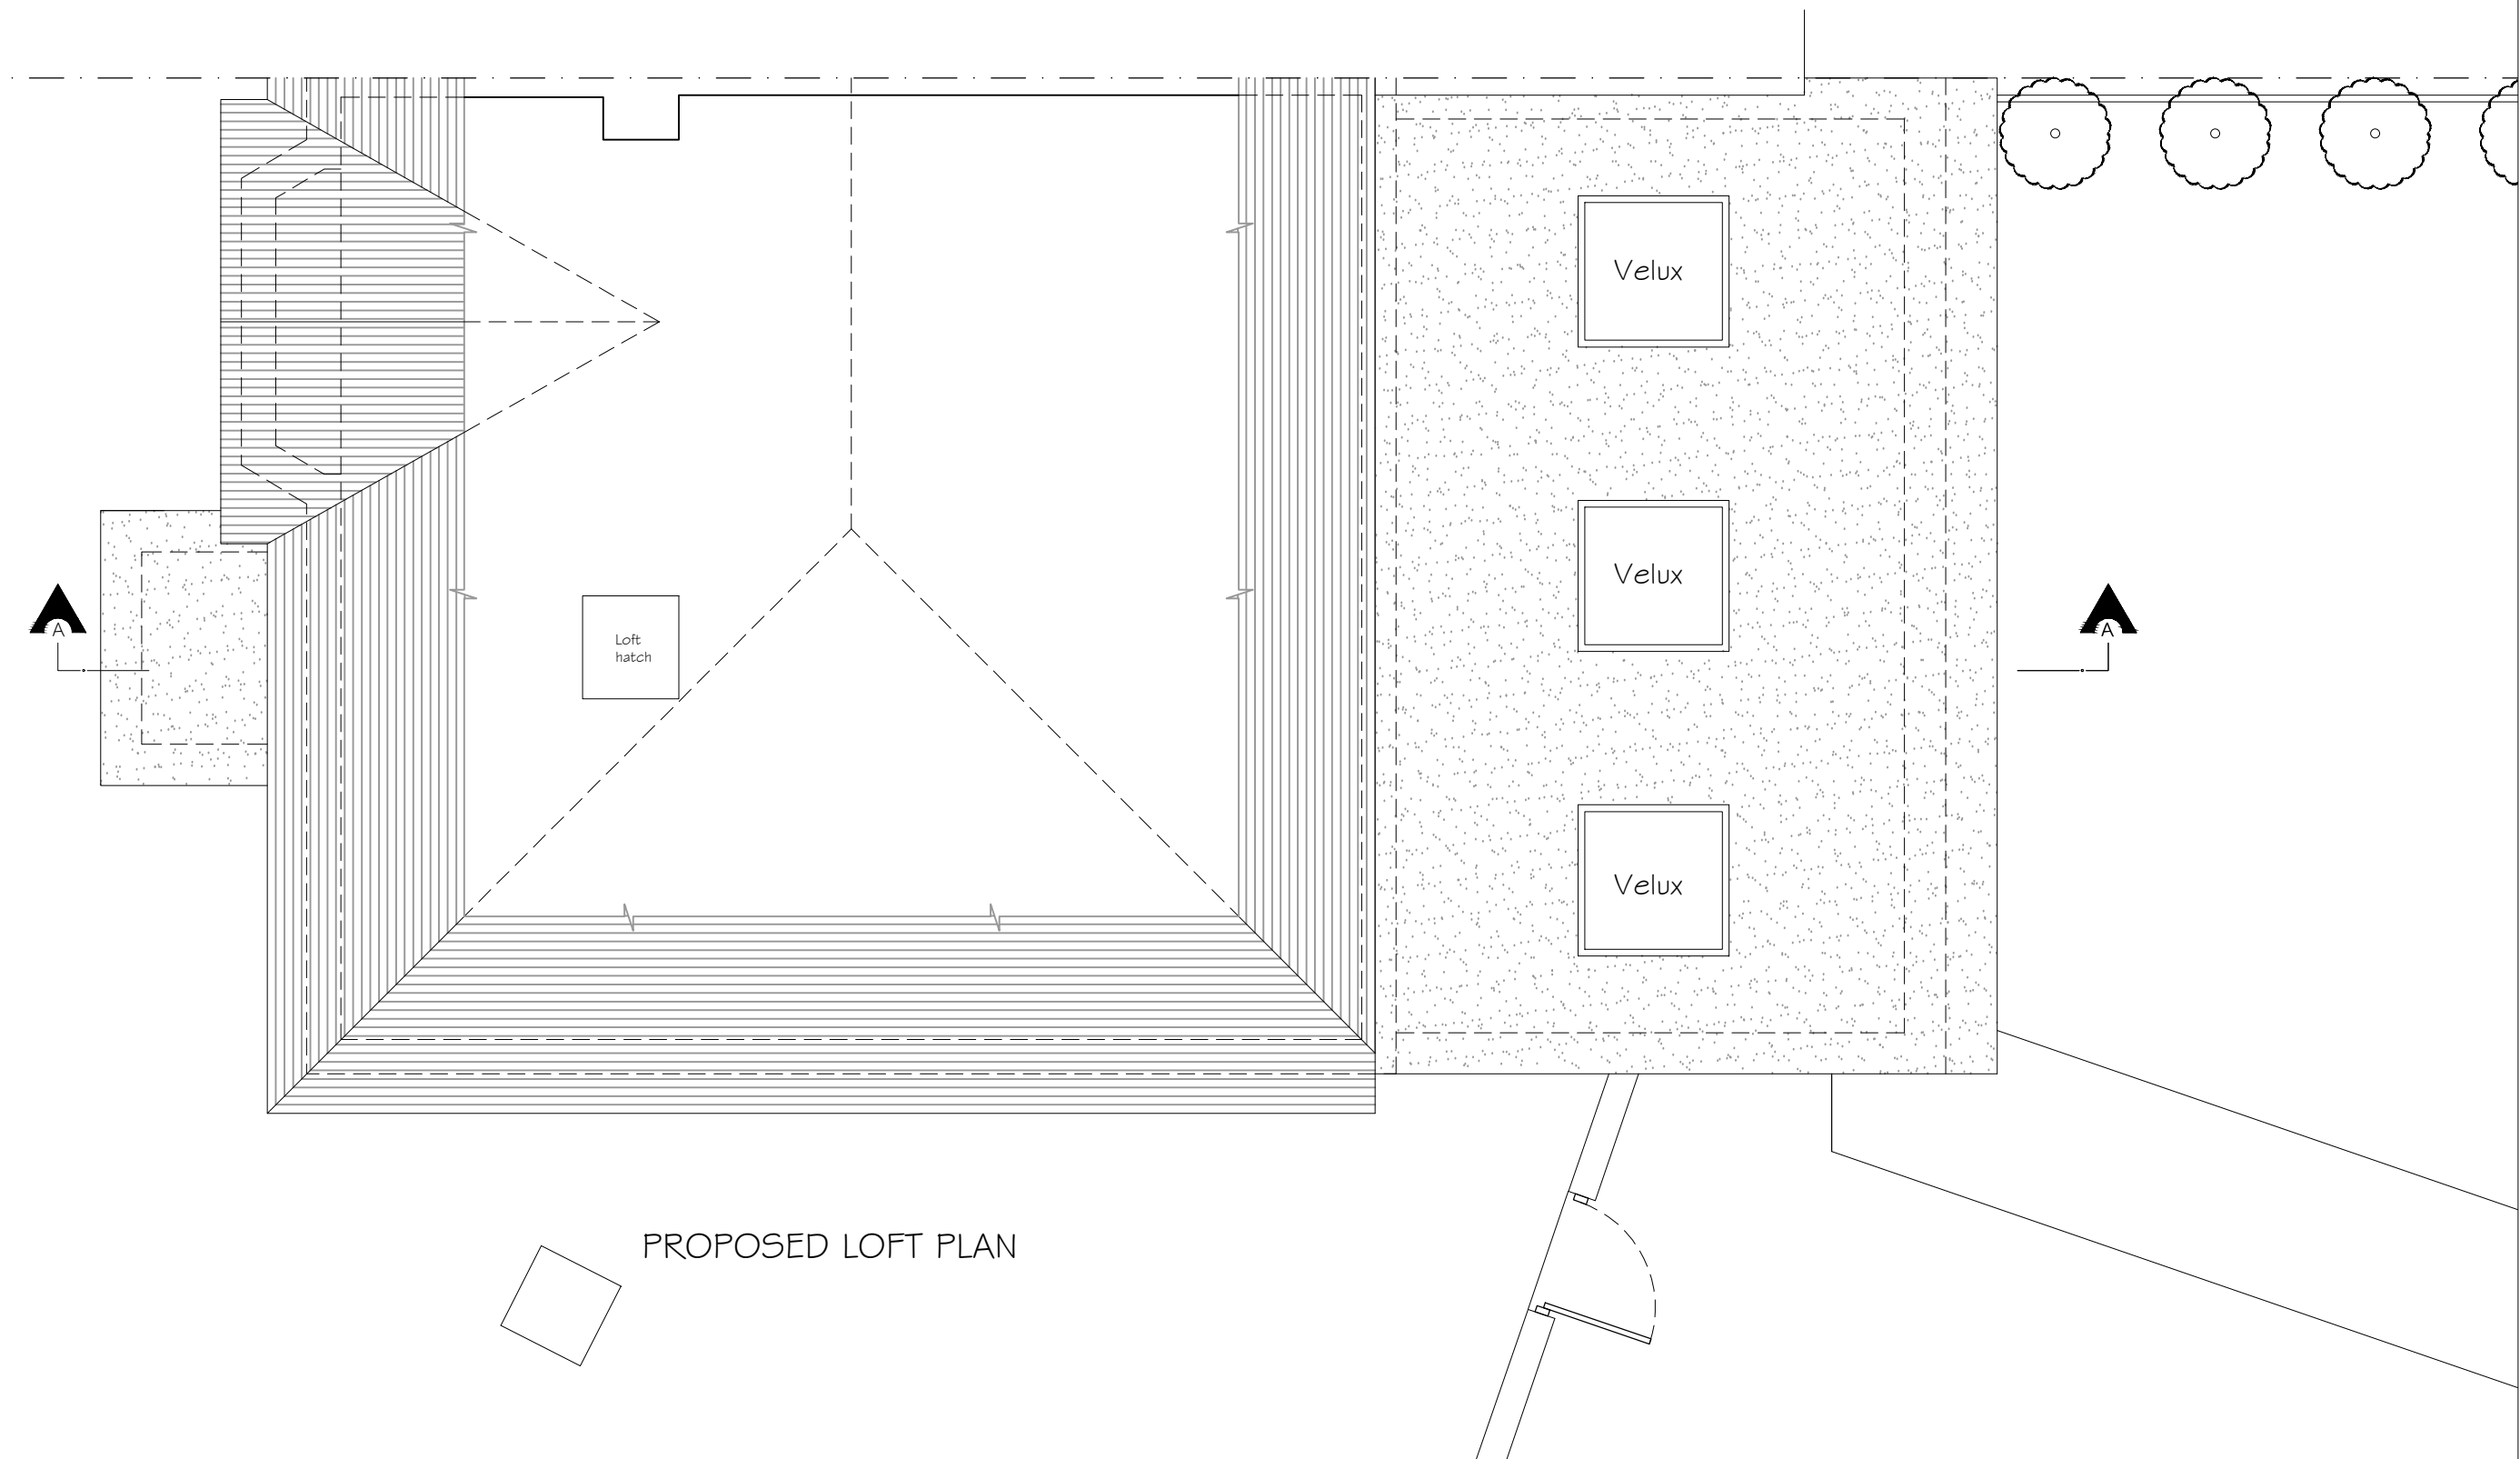 Velux
Velux
A
A
Loft
hatch
Velux
PROPOSED LOFT PLAN